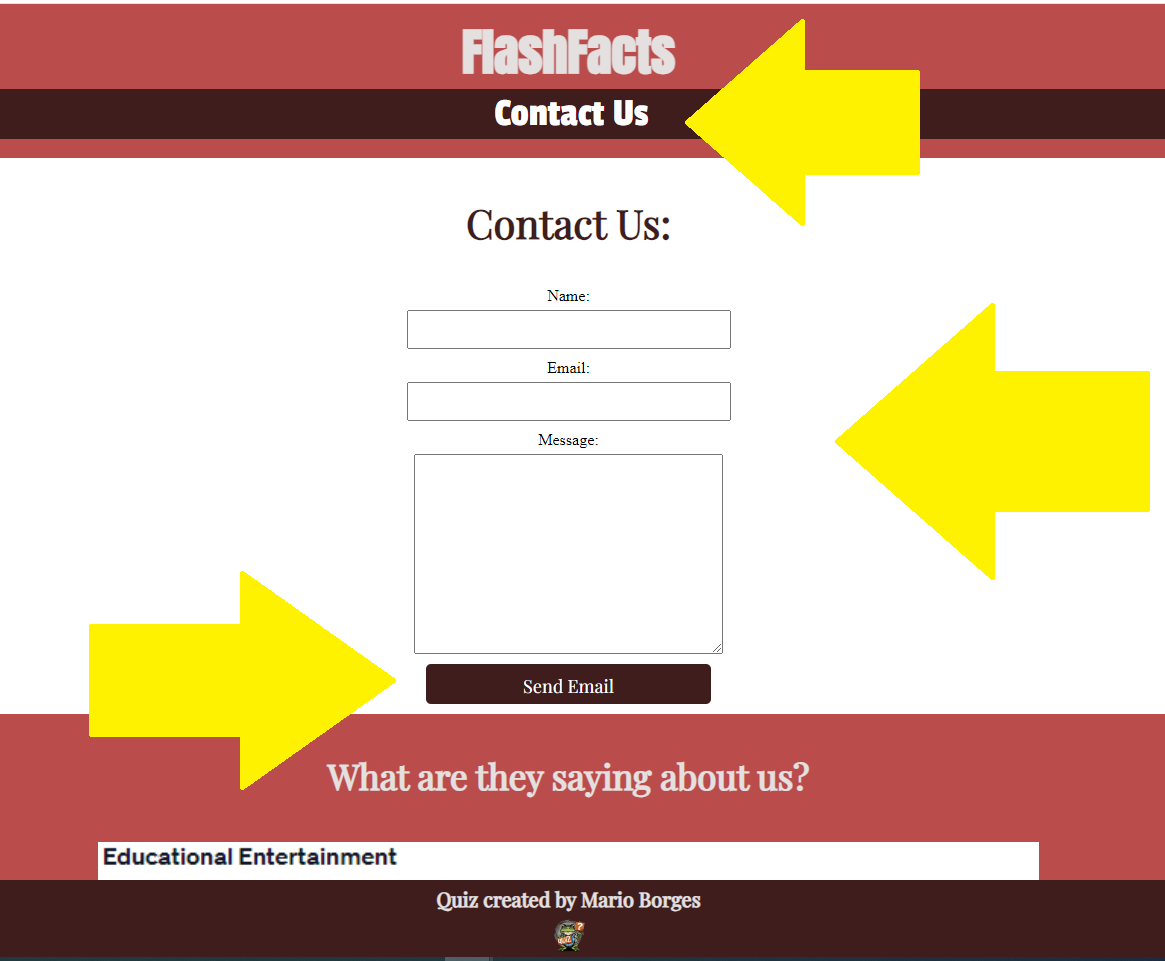 FlashFacts
Contact Us
Contact Us:
Name:
Email:
Message:
Send Email
What are they saying about us?
Educational Entertainment
Quiz created by Mario Borges
QUIZ
?